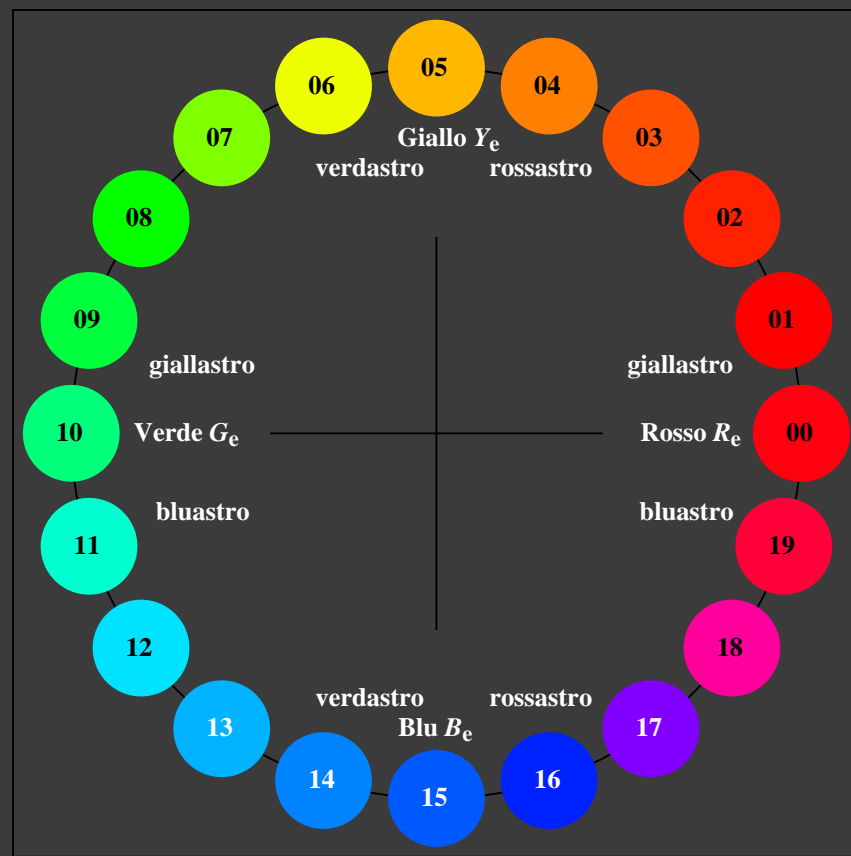 05
06
04
07
Giallo Ye
03
verdastro
rossastro
08
02
09
01
giallastro
giallastro
10
Verde Ge
Rosso Re
00
bluastro
bluastro
11
19
12
18
verdastro
rossastro
13
Blu Be
17
14
16
15